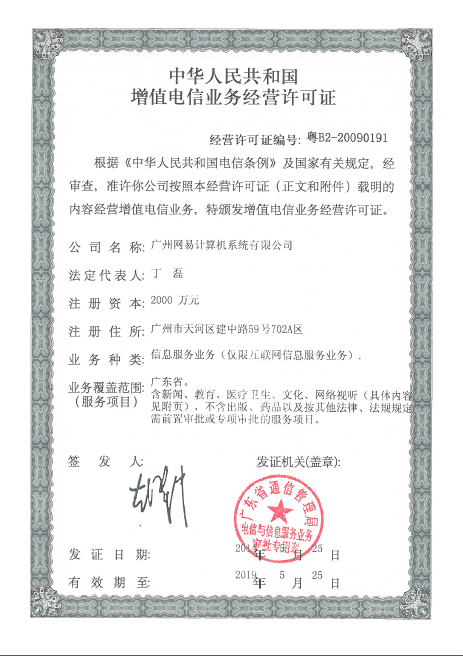 中华人民共和国
增值电信业务经营许可证
经营许可证编号: 粤B2-20090191
根据《中华人民共和国电信条例》及国家有关规定，经
审查，准许你公司按照本经营许可证（正文和附件）载明的
内容经营增值电信业务，特颁发增值电信业务经营许可证。
公司名称: 广州网易计算机系统有限公司
法定代表人: 丁 磊
注册资本: 2000 万元
注册住所: 广州市天河区建中路59号702A区
业务种类: 信息服务业务（仅限互联网信息服务业务）.
业务覆盖范围: 广东省。
（服务项目） 含新闻、教育、医疗卫生、文化、网络视听（具体内容
见附页），不含出版、药品以及按其他法律、法规规定
需前置审批或专项审批的服务项目。
签发人:
发证机关(盖章):
广东省通信管理局
电信与信息服务业务
审批专用章
发证日期: 年 5 月 25 日
有效期至: 2019 年 5 月 25 日